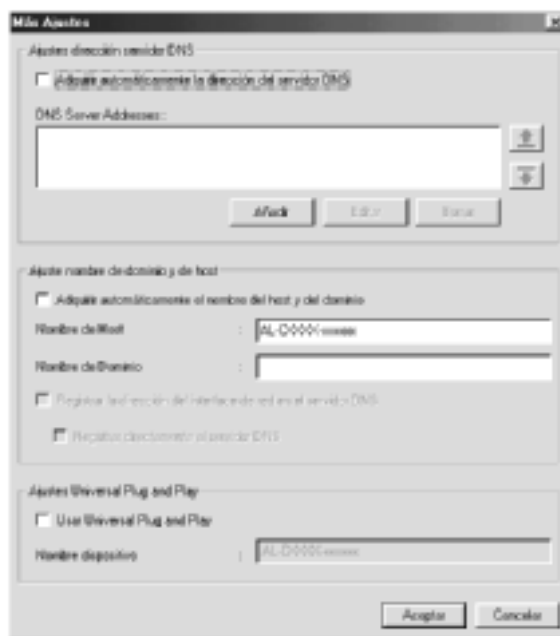 Más Ajustes
Ajustes dirección servidor DNS
Adquirir automáticamente la dirección del servidor DNS
DNS Server Addresses :
Añadir Editar Borrar
Ajuste nombre de dominio y de host
Adquirir automáticamente el nombre del host y del dominio
Nombre de Host :
Nombre de Dominio :
Registrar la dirección del interface de red en el servidor DNS
Registrar directamente al servidor DNS
Ajustes Universal Plug and Play
Usar Universal Plug and Play
Nombre dispositivo :
Aceptar Cancelar